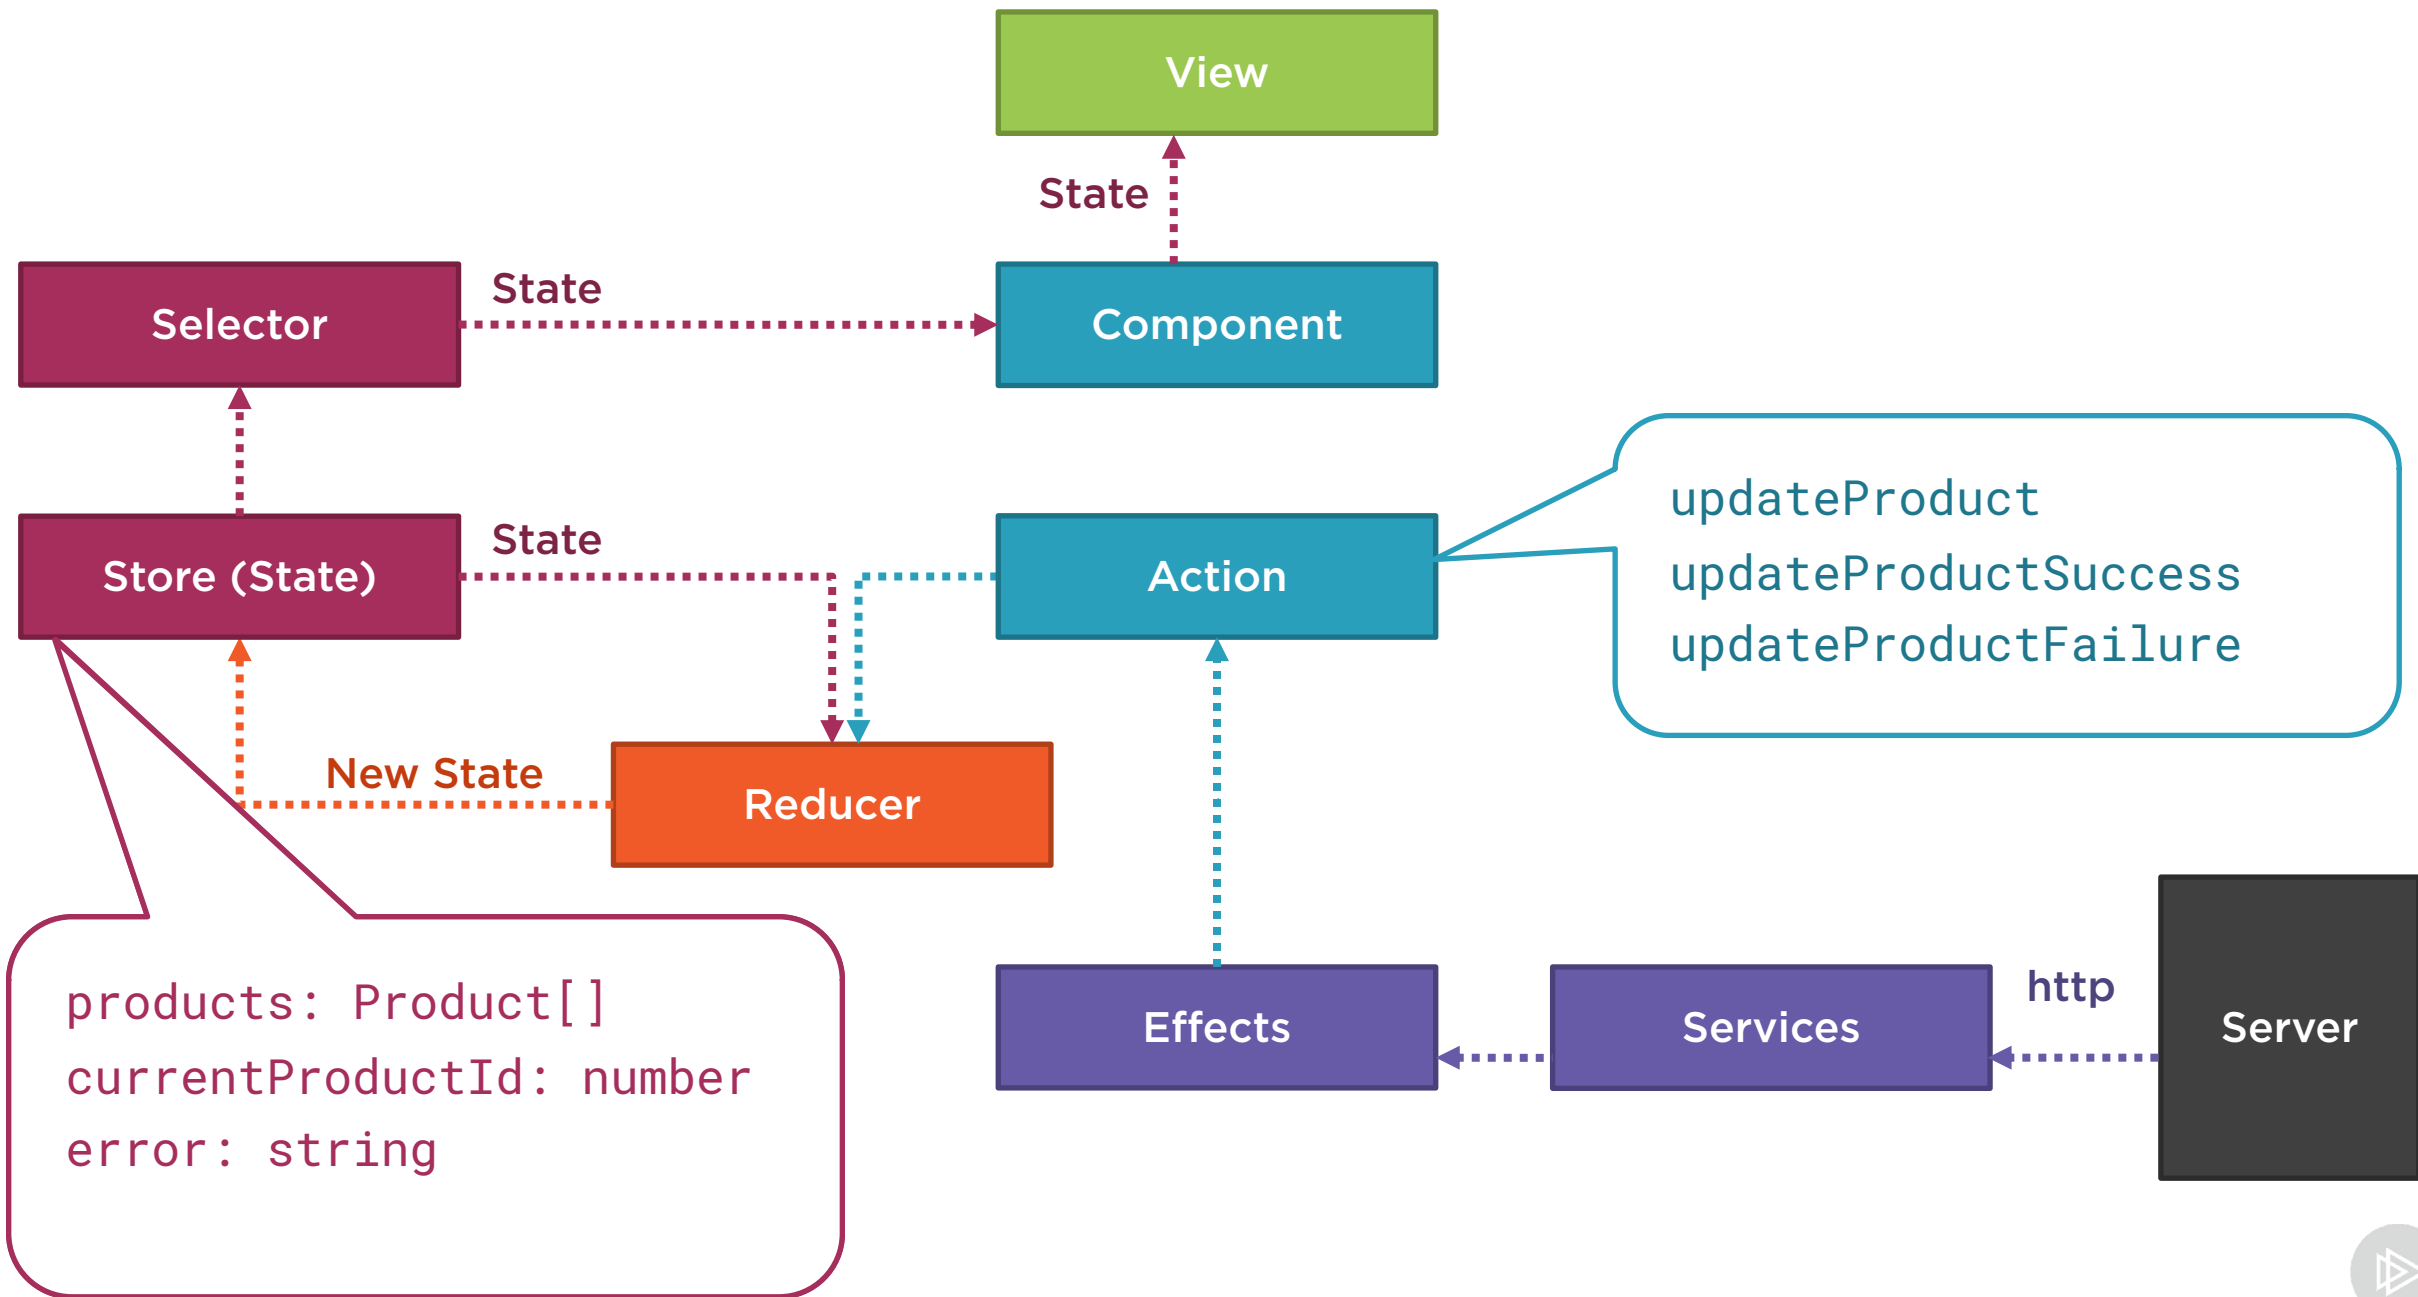 View
State
Selector
State
Component
Store (State)
State
Action
updateProduct
updateProductSuccess
updateProductFailure
New State
Reducer
products: Product[]
currentProductId: number
error: string
Effects
Services
http
Server